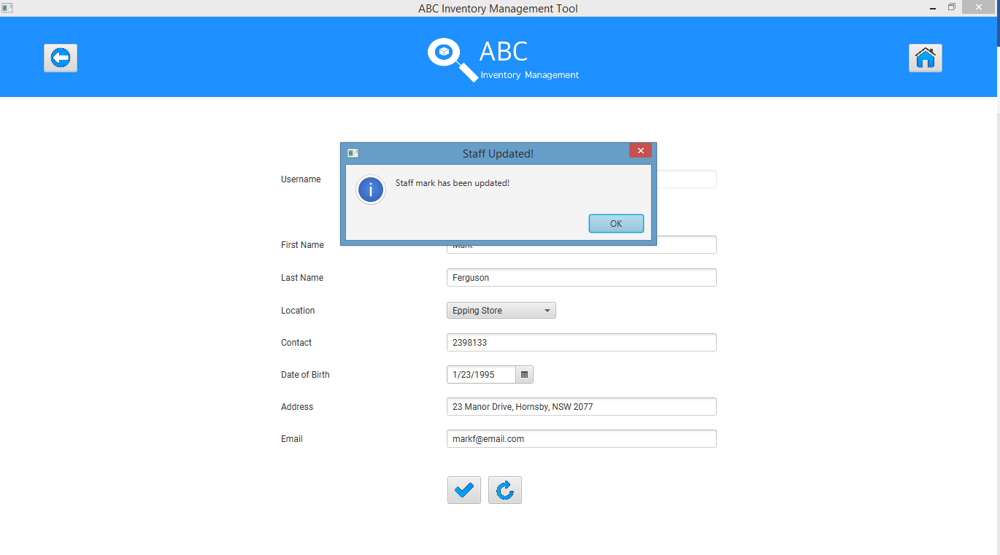 ABC Inventory Management Tool
ABC
Inventory Management
Staff Updated!
Staff mark has been updated!
OK
Username
First Name
Mark
Last Name
Ferguson
Location
Epping Store
Contact
2398133
Date of Birth
1/23/1995
Address
23 Manor Drive, Hornsby, NSW 2077
Email
markf@email.com